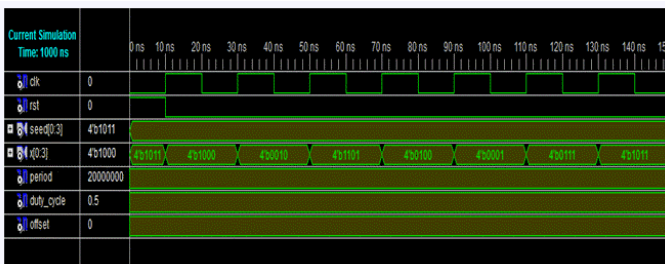 Current Simulation
Time: 1000 ns
0 ns 10 ns 20 ns 30 ns 40 ns 50 ns 60 ns 70 ns 80 ns 90 ns 100 ns 110 ns 120 ns 130 ns 140 ns
clk 0
rst 0
seed[0:3] 4'b1011
x[0:3] 4'b1000 4'b1011 4'b1000 4'b0010 4'b1101 4'b0100 4'b0001 4'b0111 4'b1011
period 20000000
duty_cycle 0.5
offset 0